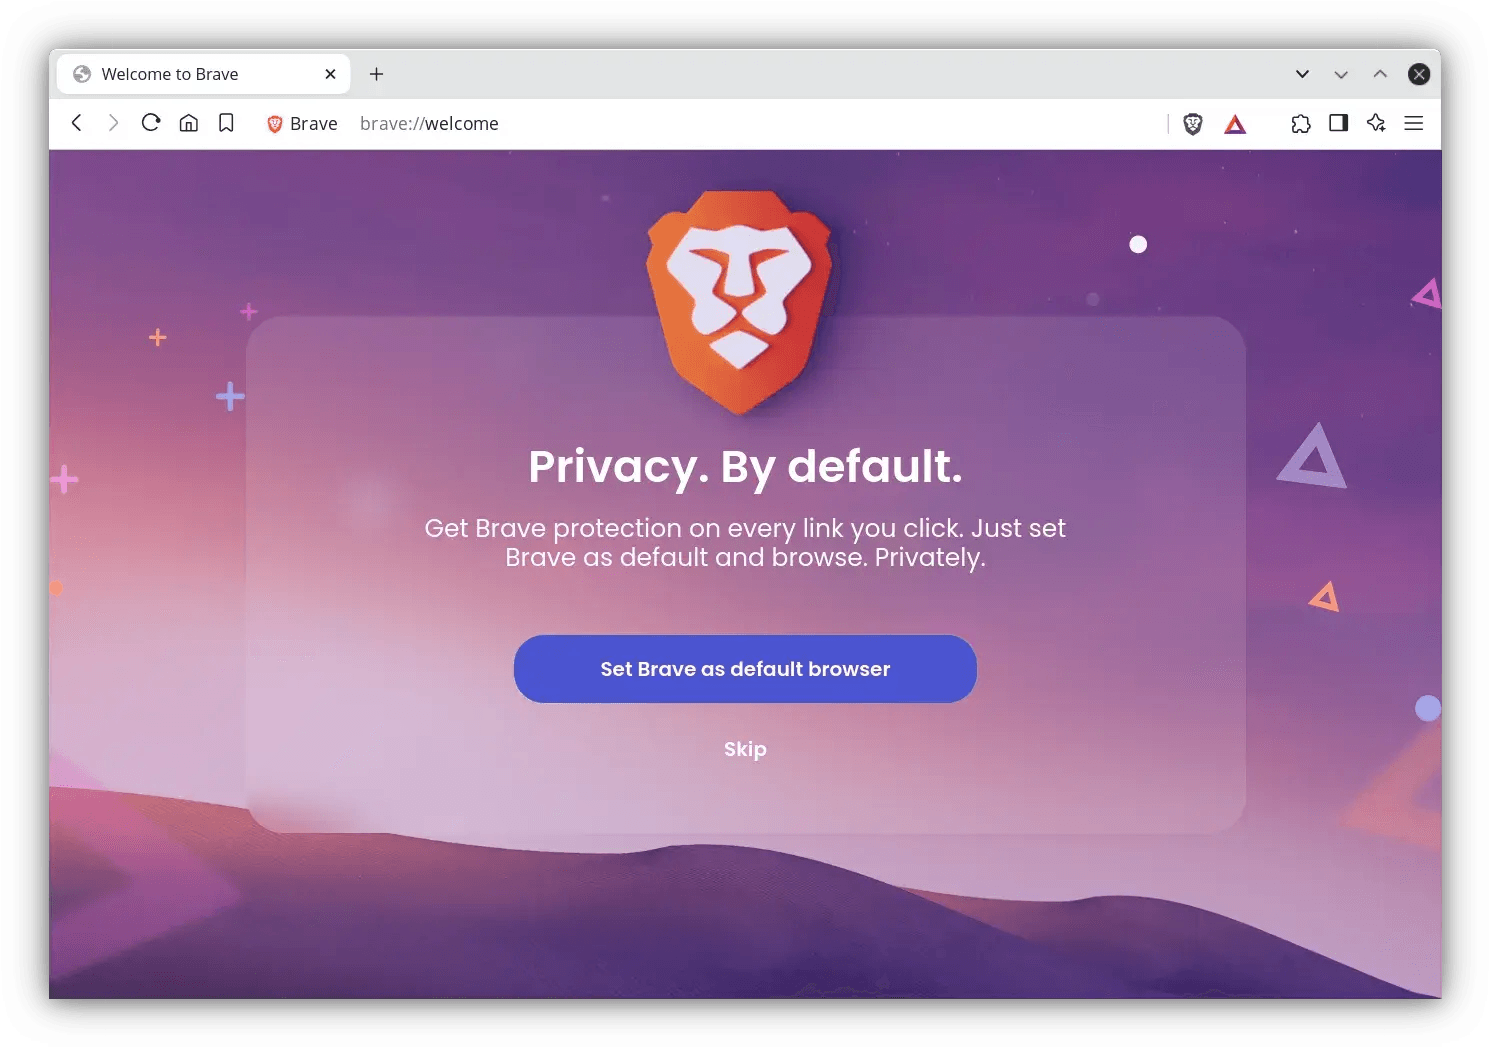 Welcome to Brave
Brave brave://welcome
Privacy. By default.
Get Brave protection on every link you click. Just set
Brave as default and browse. Privately.
Set Brave as default browser
Skip